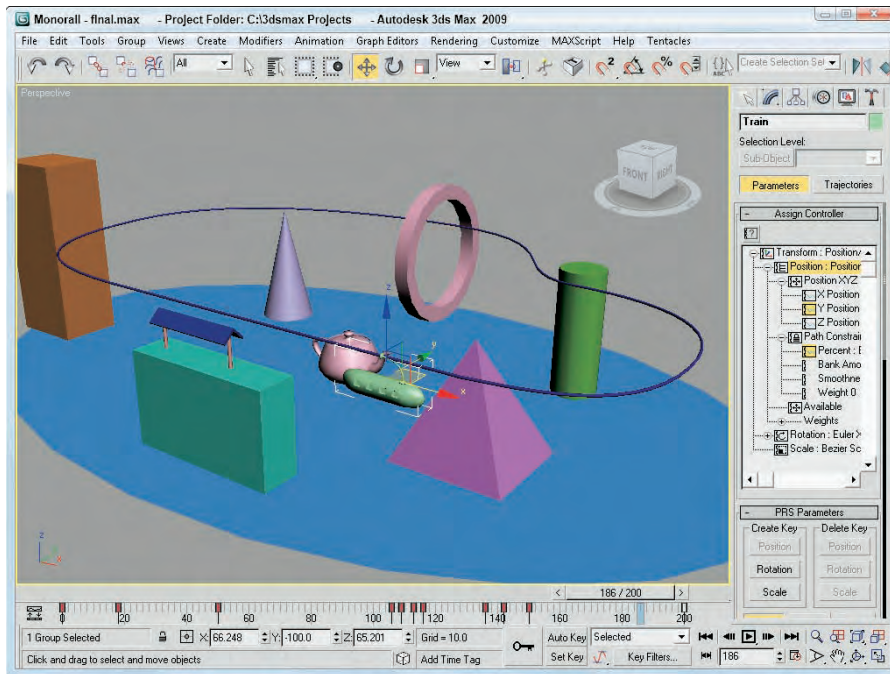 Monorail - final.max - Project Folder: C:\3dsmax Projects - Autodesk 3ds Max 2009
File Edit Tools Group Views Create Modifiers Animation Graph Editors Rendering Customize MAXScript Help Tentacles
All View Create Selection Set
Perspective
FRONT RIGHT
Train
Selection Level:
Sub-Object
Parameters Trajectories
- Assign Controller
Transform : Position/
Position : Position
Position XYZ
X Position
Y Position
Z Position
Path Constrai
Percent : E
Bank Amo
Smoothne
Weight 0
Available
Weights
Rotation : Euler X
Scale : Bezier Sc
- PRS Parameters
Create Key Delete Key
Position Position
Rotation Rotation
Scale Scale
z
y
x
z
x
< 186 / 200 >
0 20 40 60 80 100 120 140 160 180 200
1 Group Selected X: 66.248 Y: -100.0 Z: 65.201 Grid = 10.0 Auto Key Selected
Click and drag to select and move objects Add Time Tag Set Key Key Filters... 186